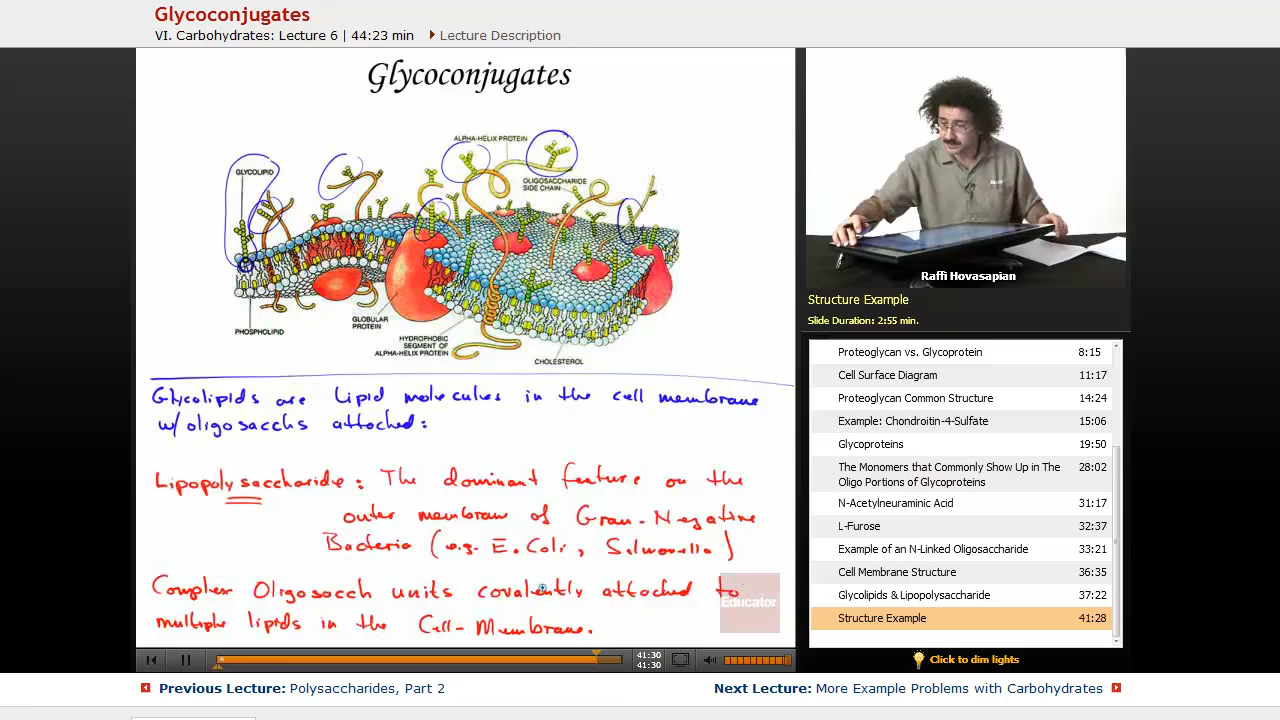 Glycoconjugates
VI. Carbohydrates: Lecture 6 | 44:23 min
Lecture Description
Glycoconjugates
ALPHA-HELIX PROTEIN
GLYCOLIPID
OLIGOSACCHARIDE
SIDE CHAIN
PHOSPHOLIPID
GLOBULAR
PROTEIN
HYDROPHOBIC
SEGMENT OF
ALPHA-HELIX PROTEIN
CHOLESTEROL
Glycolipids are Lipid molecules in the cell membrane
w/ oligosacchs attached:
Lipopolysaccharide: The dominant feature on the
outer membrane of Gram-Negative
Bacteria (e.g. E. Coli, Salmonella)
Complex Oligosacch units covalently attached to
multiple lipids in the Cell-Membrane.
Educator
41:30
41:30
Raffi Hovasapian
Structure Example
Slide Duration: 2:55 min.
Proteoglycan vs. Glycoprotein 8:15
Cell Surface Diagram 11:17
Proteoglycan Common Structure 14:24
Example: Chondroitin-4-Sulfate 15:06
Glycoproteins 19:50
The Monomers that Commonly Show Up in The
Oligo Portions of Glycoproteins 28:02
N-Acetylneuraminic Acid 31:17
L-Furose 32:37
Example of an N-Linked Oligosaccharide 33:21
Cell Membrane Structure 36:35
Glycolipids & Lipopolysaccharide 37:22
Structure Example 41:28
Click to dim lights
Previous Lecture: Polysaccharides, Part 2
Next Lecture: More Example Problems with Carbohydrates